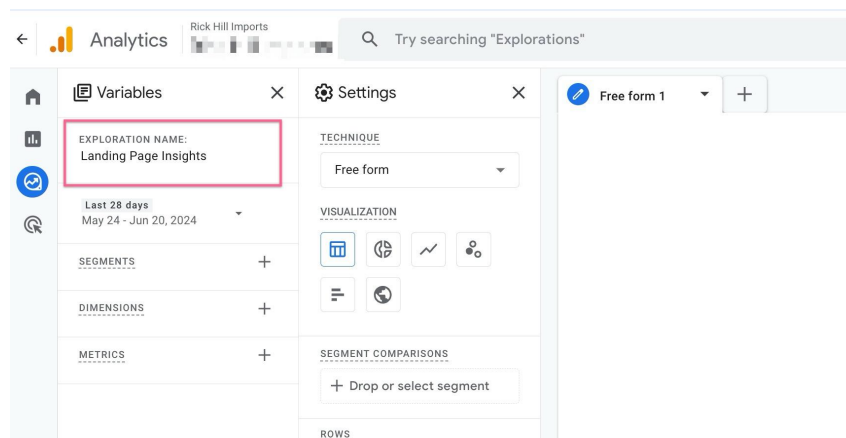 Analytics
Rick Hill Imports
Try searching "Explorations"
Variables
EXPLORATION NAME:
Landing Page Insights
Last 28 days
May 24 - Jun 20, 2024
SEGMENTS
DIMENSIONS
METRICS
Settings
TECHNIQUE
Free form
VISUALIZATION
SEGMENT COMPARISONS
Drop or select segment
ROWS
Free form 1